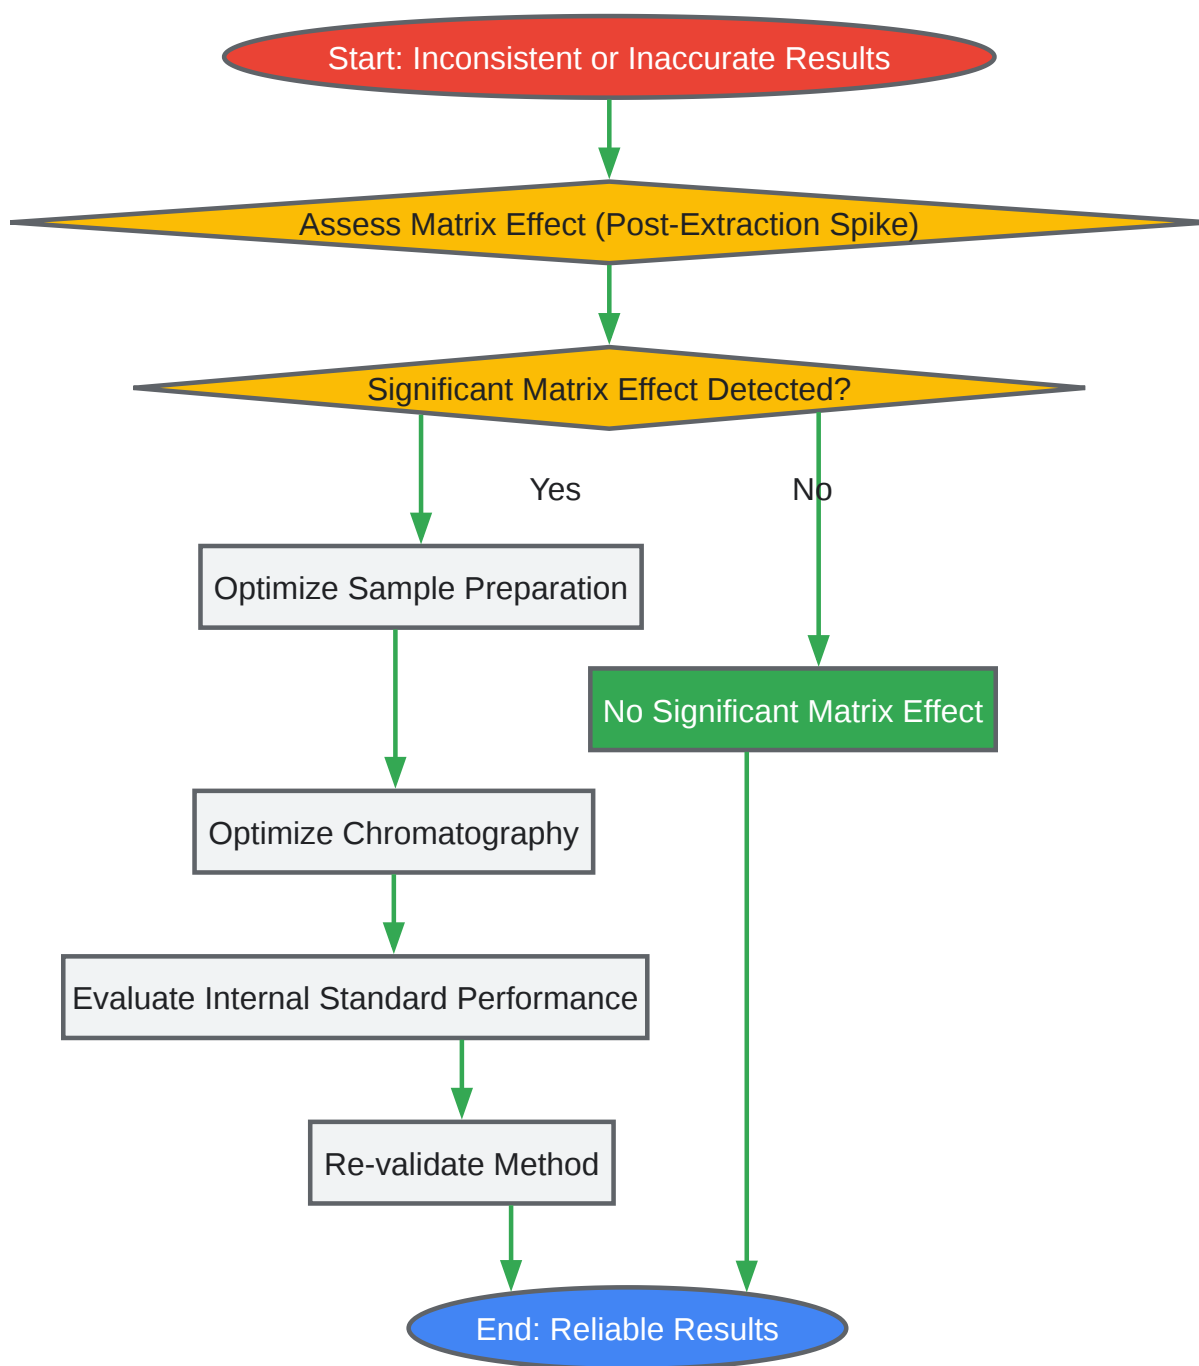 Start: Inconsistent or Inaccurate Results
Assess Matrix Effect (Post-Extraction Spike)
Significant Matrix Effect Detected?
Yes
No
Optimize Sample Preparation
No Significant Matrix Effect
Optimize Chromatography
Evaluate Internal Standard Performance
Re-validate Method
End: Reliable Results